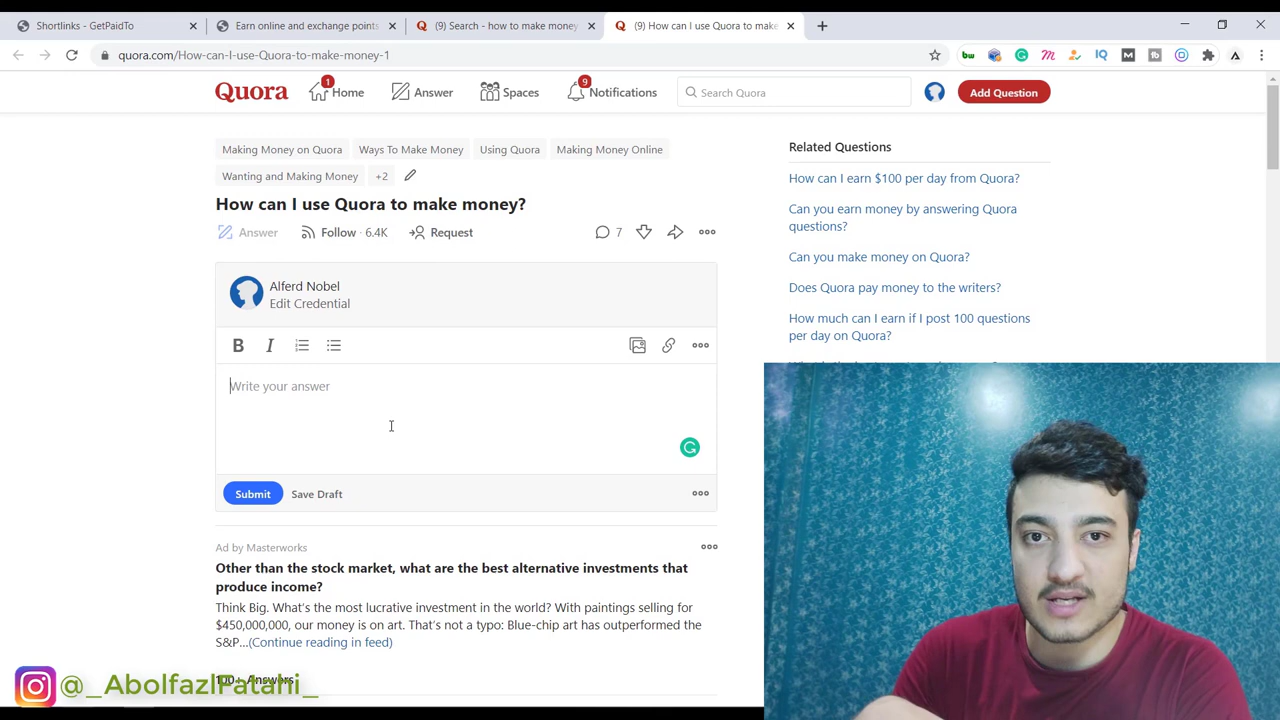 Shortlinks - GetPaidTo
Earn online and exchange points
(9) Search - how to make money
(9) How can I use Quora to make
quora.com/How-can-I-use-Quora-to-make-money-1
Quora
1
Home
Answer
Spaces
9
Notifications
Search Quora
Add Question
Making Money on Quora
Ways To Make Money
Using Quora
Making Money Online
Wanting and Making Money
+2
How can I use Quora to make money?
Answer
Follow · 6.4K
Request
7
Alferd Nobel
Edit Credential
B I
Write your answer
Submit
Save Draft
Ad by Masterworks
Other than the stock market, what are the best alternative investments that
produce income?
Think Big. What's the most lucrative investment in the world? With paintings selling for
$450,000,000, our money is on art. That's not a typo: Blue-chip art has outperformed the
S&P...(Continue reading in feed)
100+ Answers
Related Questions
How can I earn $100 per day from Quora?
Can you earn money by answering Quora
questions?
Can you make money on Quora?
Does Quora pay money to the writers?
How much can I earn if I post 100 questions
per day on Quora?
@_AbolfazlFatahi_